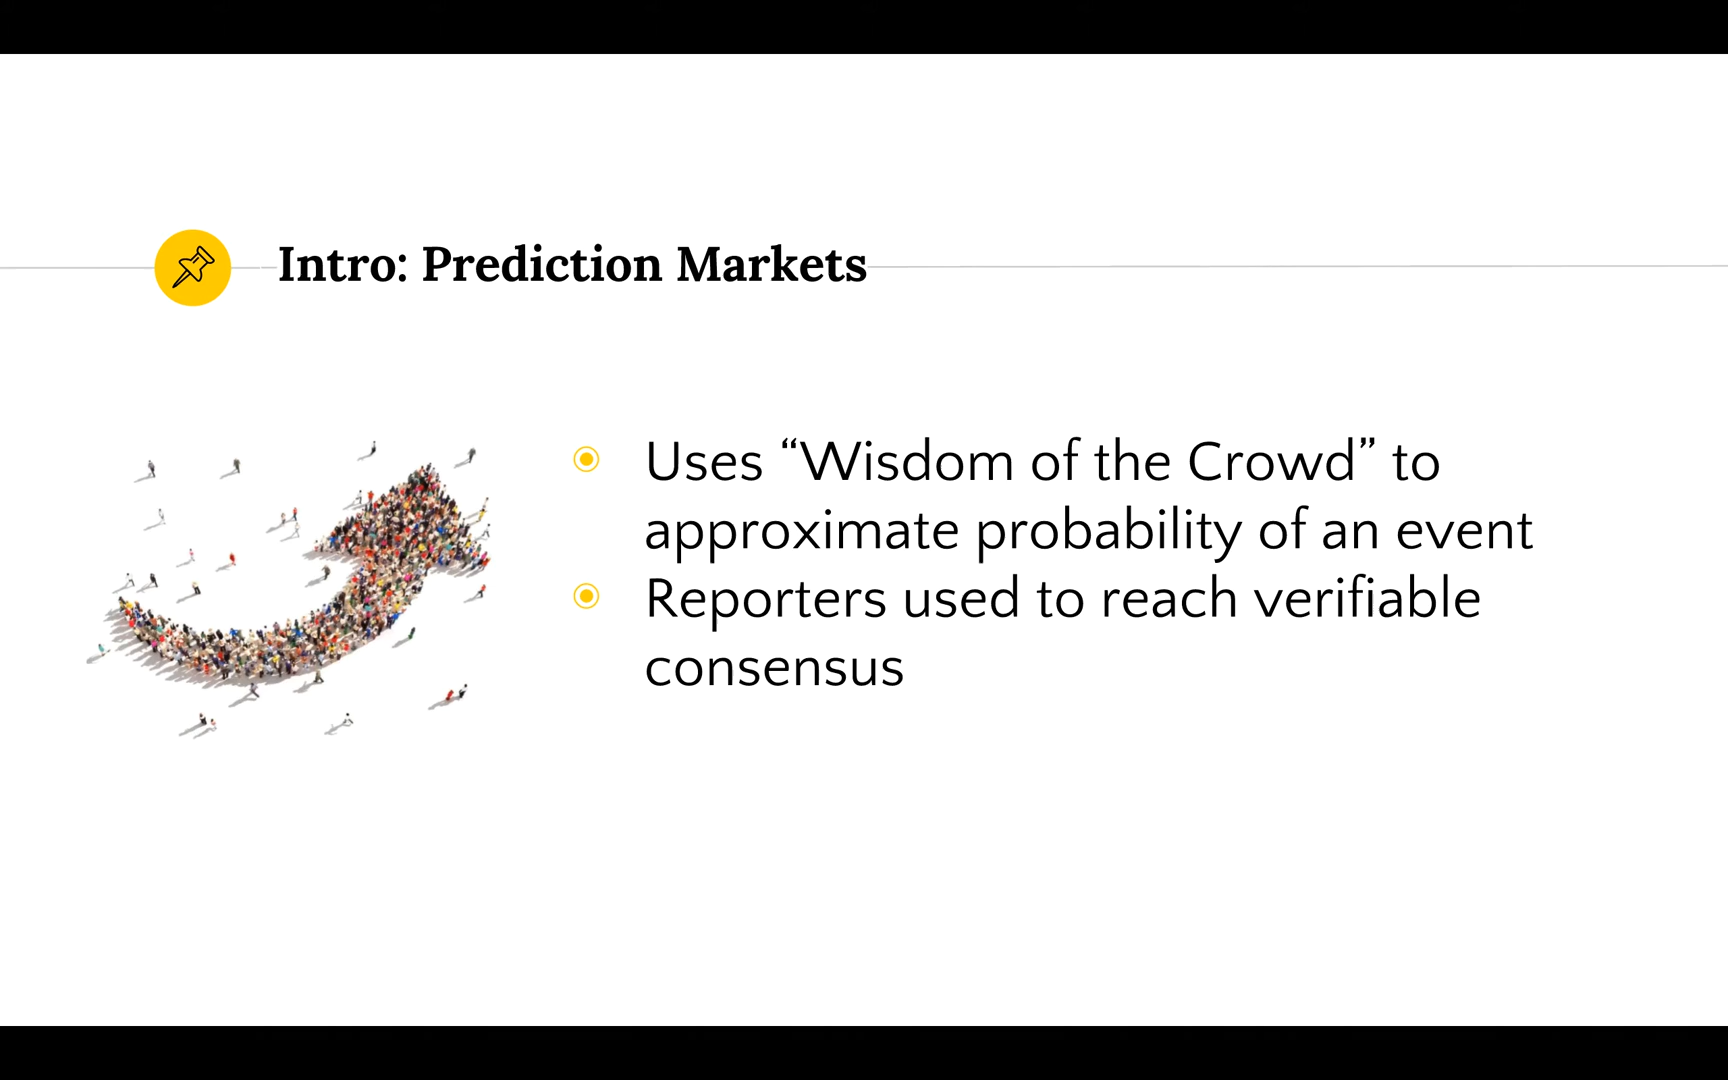 Intro: Prediction Markets
Uses “Wisdom of the Crowd” to
approximate probability of an event
Reporters used to reach verifiable
consensus